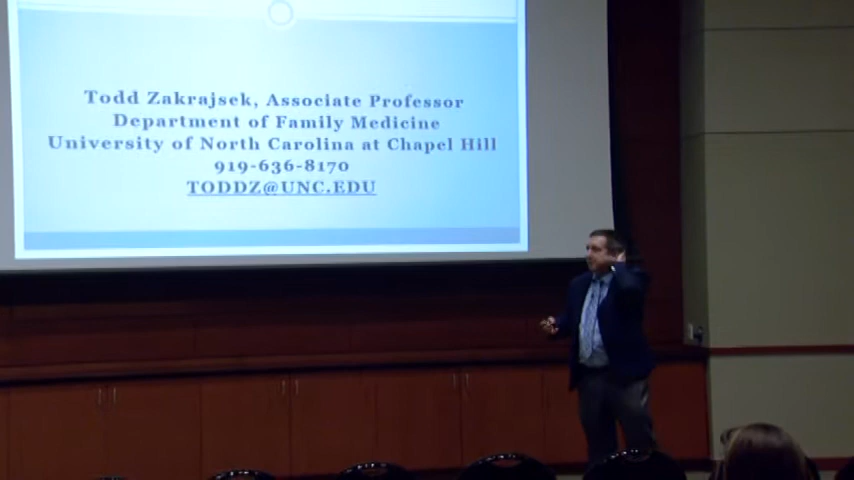 Todd Zakrajsek, Associate Professor
Department of Family Medicine
University of North Carolina at Chapel Hill
919-636-8170
TODDZ@UNC.EDU